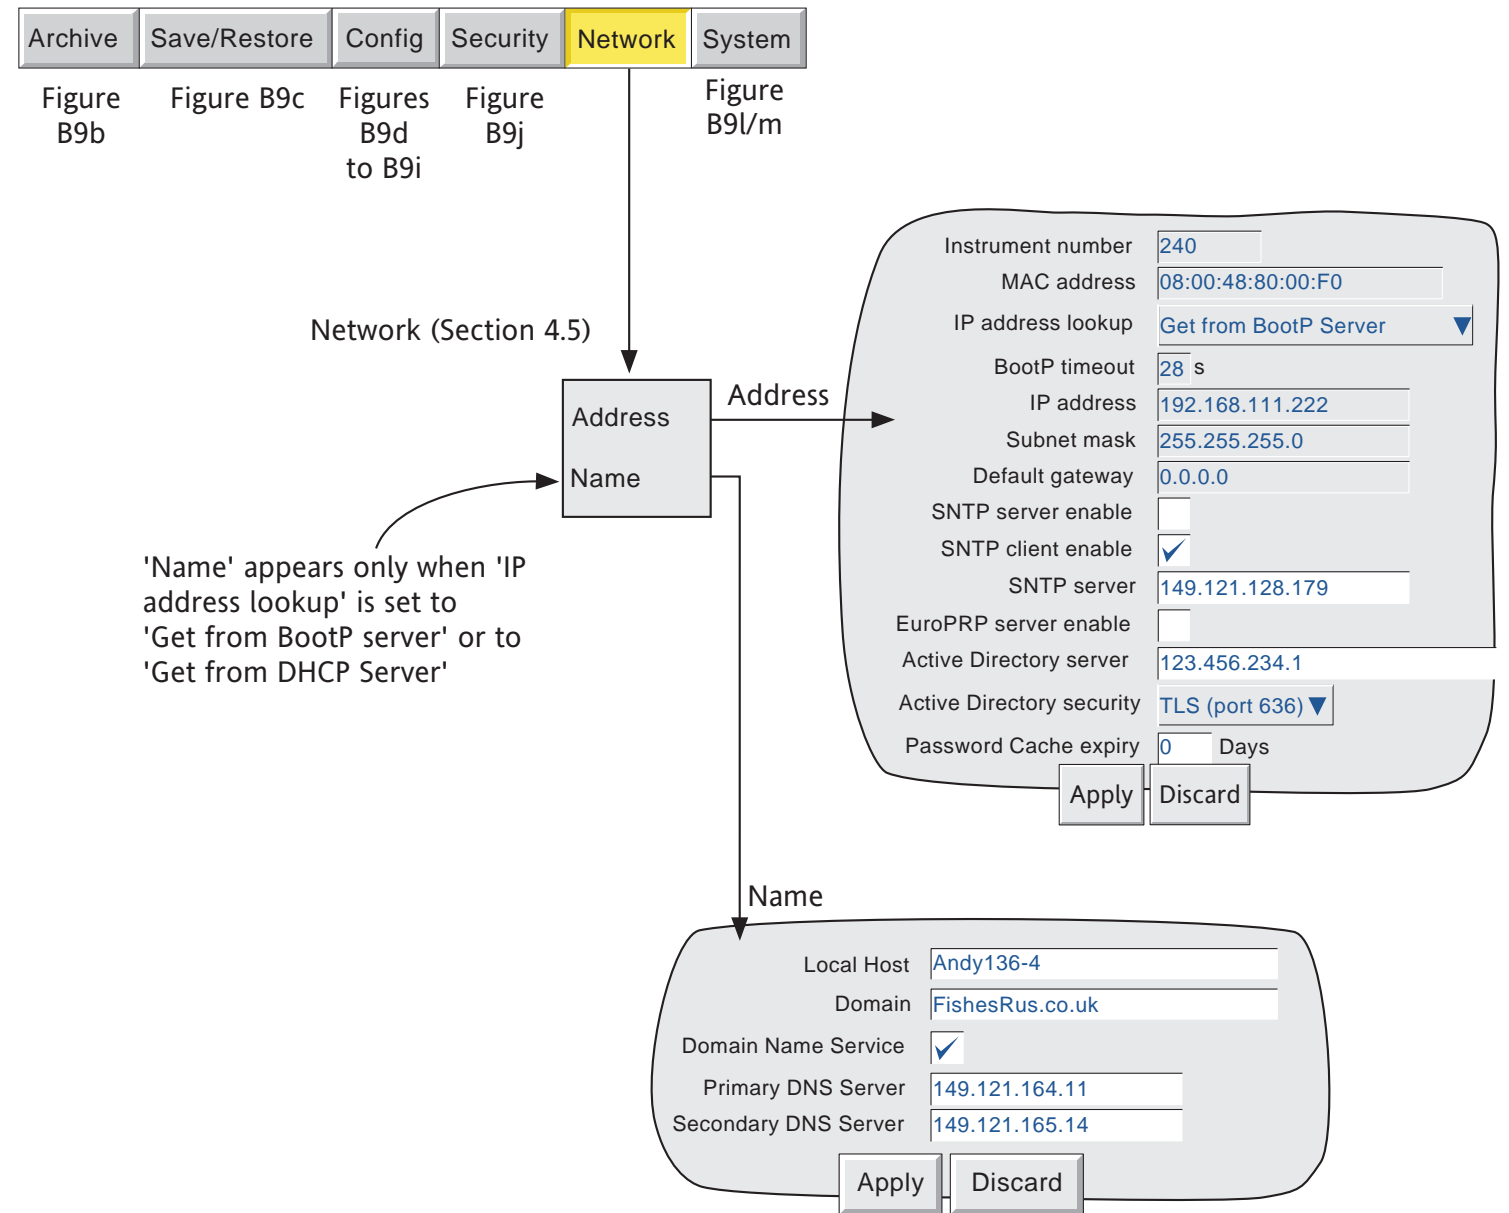 Archive Save/Restore Config Security Network System
Figure B9b
Figure B9c
Figures B9d to B9i
Figure B9j
Figure B9l/m
Network (Section 4.5)
Address
Name
Address
'Name' appears only when 'IP
address lookup' is set to
'Get from BootP server' or to
'Get from DHCP Server'
Instrument number 240
MAC address 08:00:48:80:00:F0
IP address lookup Get from BootP Server
BootP timeout 28 s
IP address 192.168.111.222
Subnet mask 255.255.255.0
Default gateway 0.0.0.0
SNTP server enable
SNTP client enable
SNTP server 149.121.128.179
EuroPRP server enable
Active Directory server 123.456.234.1
Active Directory security TLS (port 636)
Password Cache expiry 0 Days
Apply Discard
Name
Local Host Andy136-4
Domain FishesRus.co.uk
Domain Name Service
Primary DNS Server 149.121.164.11
Secondary DNS Server 149.121.165.14
Apply Discard